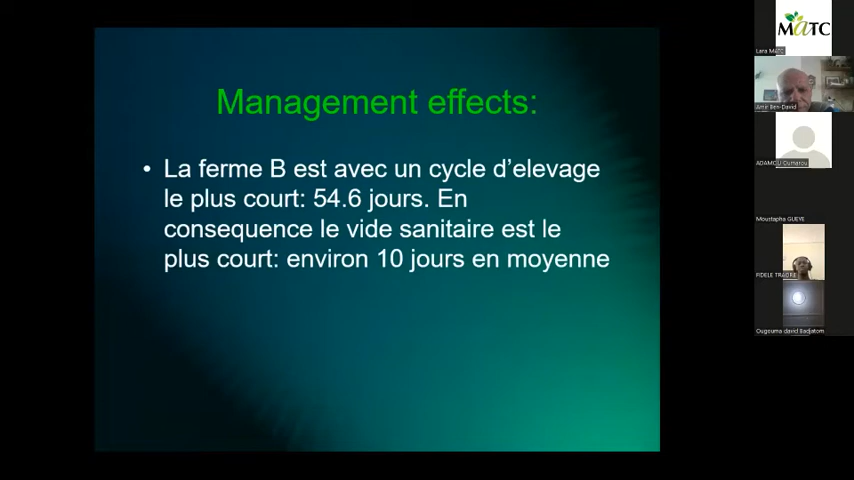 Management effects:
• La ferme B est avec un cycle d'elevage
le plus court: 54.6 jours. En
consequence le vide sanitaire est le
plus court: environ 10 jours en moyenne
MATC
Lana MATC
Amir Ben-David
ADAMOU Oumarou
Moustapha GUEYE
FIDELE TRAORE
Ougouma david Badjatom